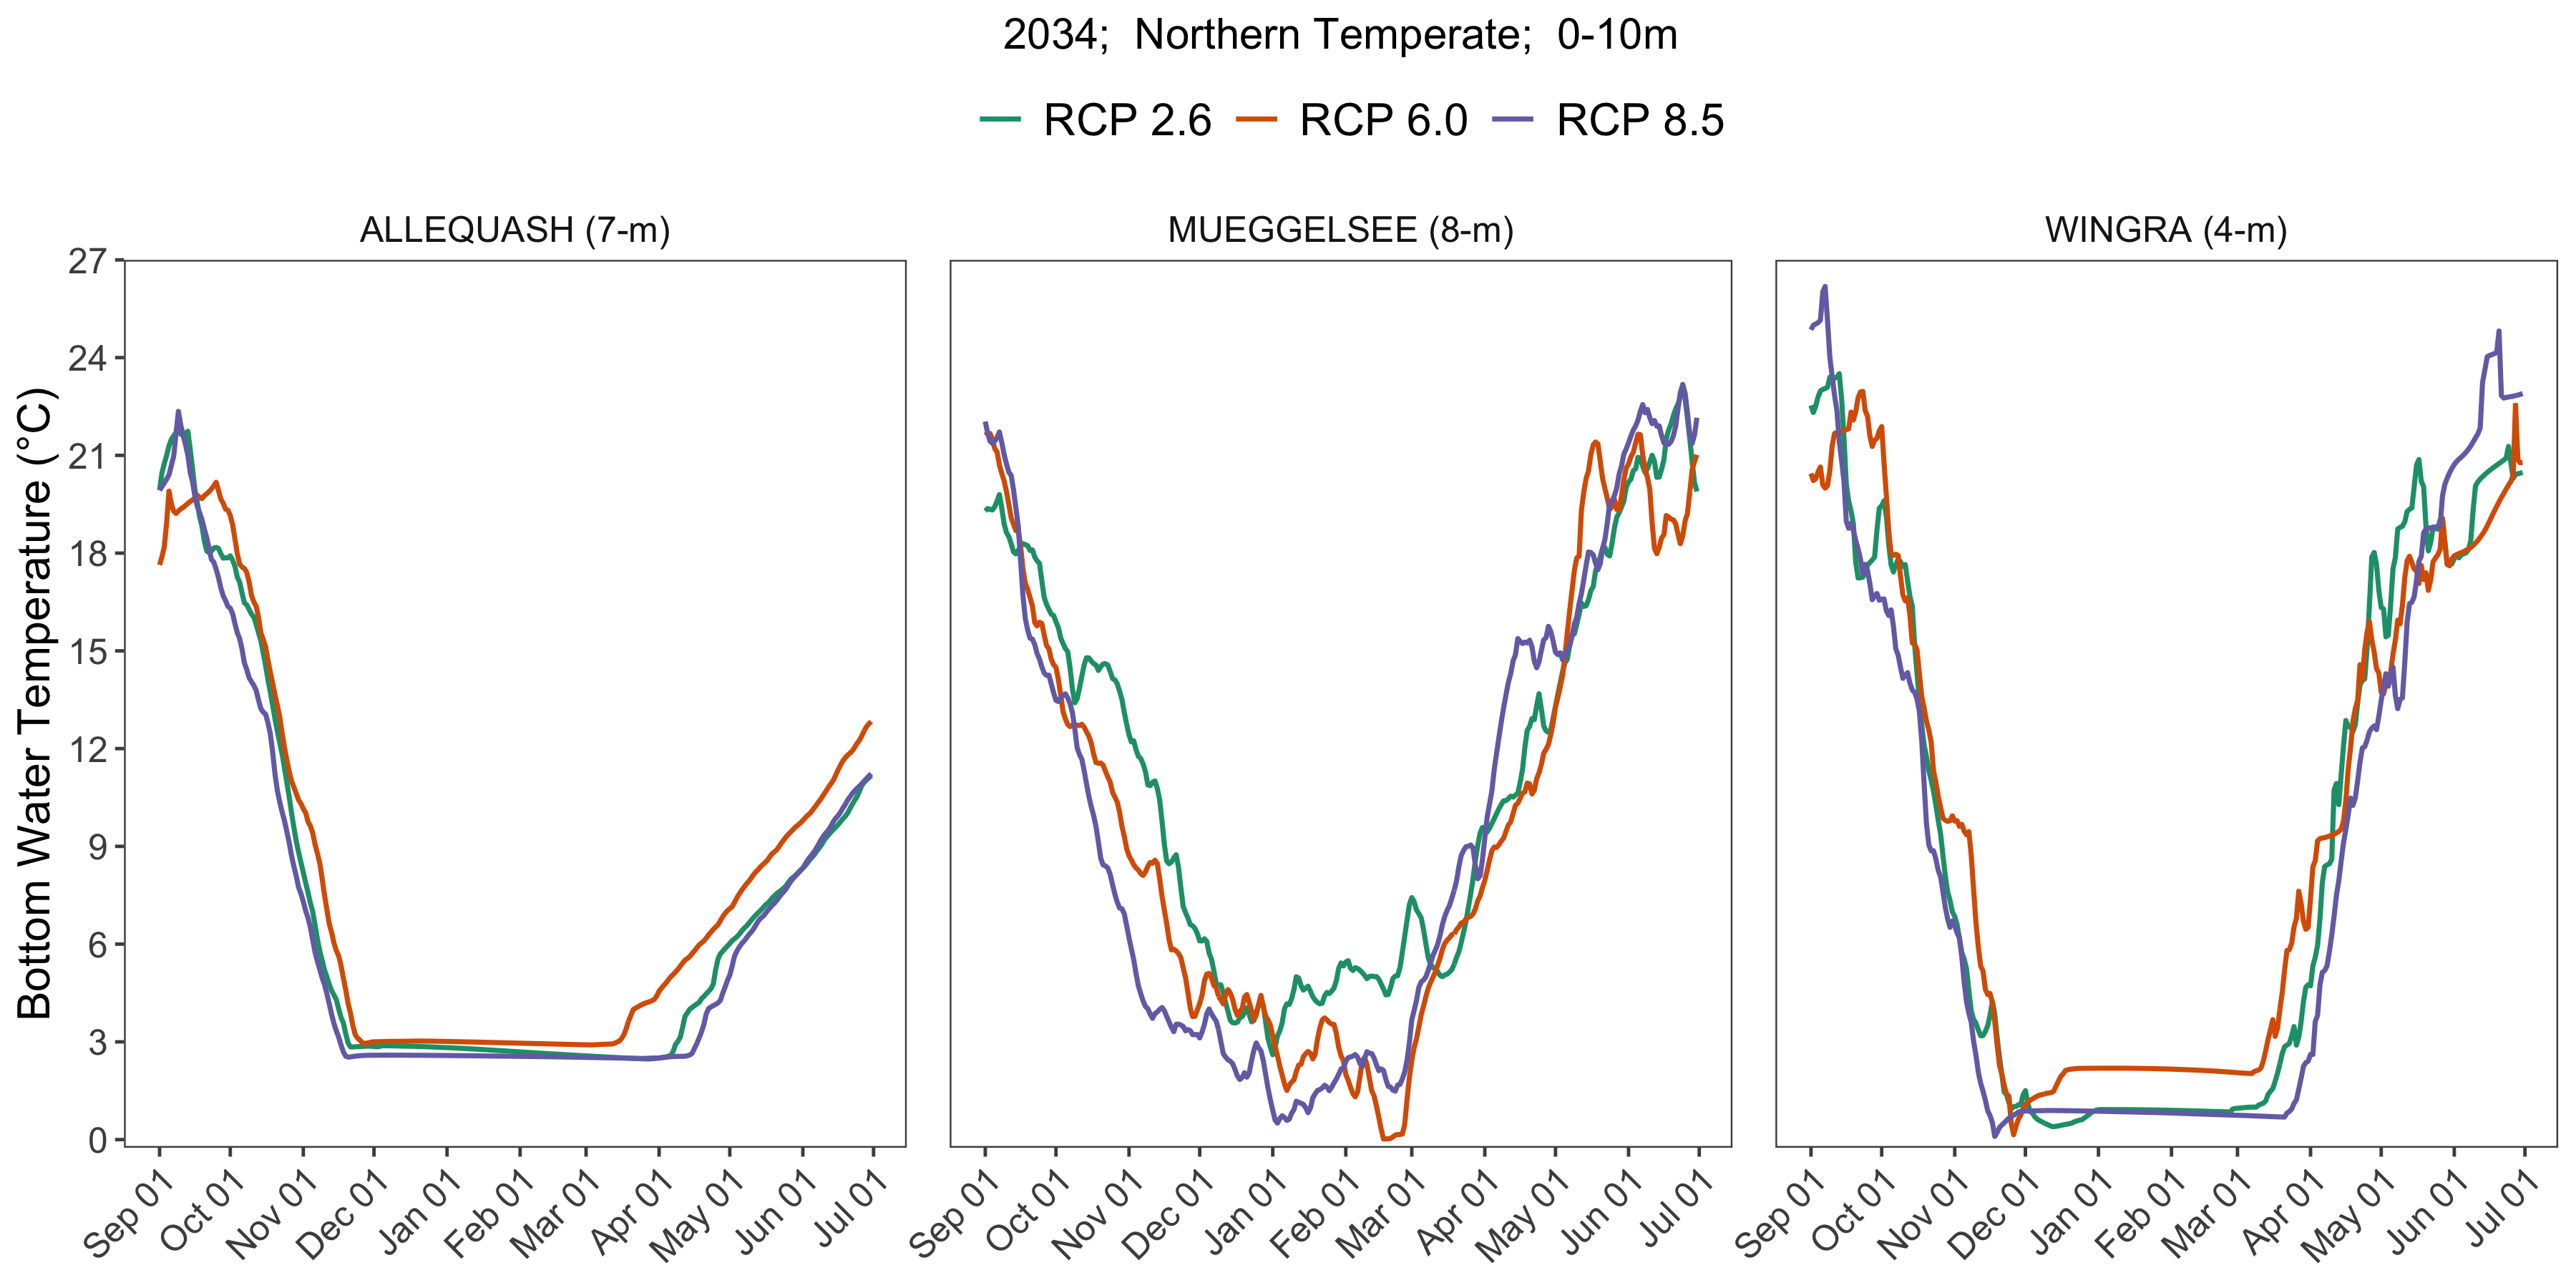 2034;  Northern Temperate;  0-10m
RCP 2.6 RCP 6.0 RCP 8.5
ALLEQUASH (7-m) MUEGGELSEE (8-m) WINGRA (4-m)
Bottom Water Temperature (°C)
27
24
21
18
15
12
9
6
3
0
Sep 01 Oct 01 Nov 01 Dec 01 Jan 01 Feb 01 Mar 01 Apr 01 May 01 Jun 01 Jul 01 Sep 01 Oct 01 Nov 01 Dec 01 Jan 01 Feb 01 Mar 01 Apr 01 May 01 Jun 01 Jul 01 Sep 01 Oct 01 Nov 01 Dec 01 Jan 01 Feb 01 Mar 01 Apr 01 May 01 Jun 01 Jul 01